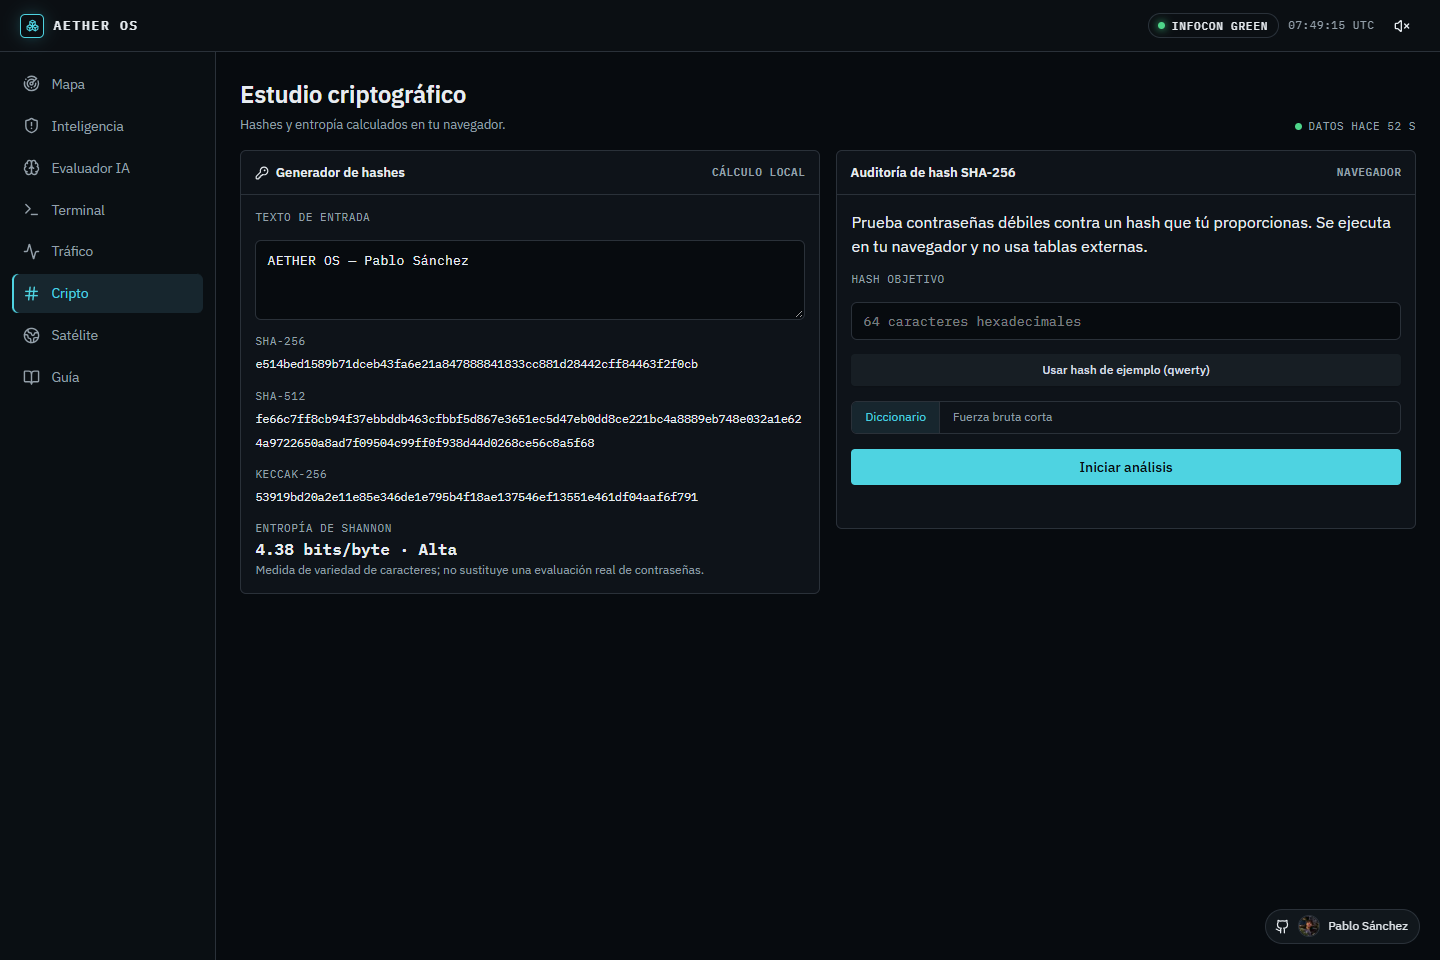 AETHER OS
INFOCON GREEN
07:49:15 UTC
Mapa
Inteligencia
Evaluador IA
Terminal
Tráfico
Cripto
Satélite
Guía
Estudio criptográfico
Hashes y entropía calculados en tu navegador.
DATOS HACE 52 S
Generador de hashes
CÁLCULO LOCAL
TEXTO DE ENTRADA
AETHER OS — Pablo Sánchez
SHA-256
e514bed1589b71dceb43fa6e21a847888841833cc881d28442cff84463f2f0cb
SHA-512
fe66c7ff8cb94f37ebbddb463cfbbf5d867e3651ec5d47eb0dd8ce221bc4a8889eb748e032a1e62
4a9722650a8ad7f09504c99ff0f938d44d0268ce56c8a5f68
KECCAK-256
53919bd20a2e11e85e346de1e795b4f18ae137546ef13551e461df04aaf6f791
ENTROPÍA DE SHANNON
4.38 bits/byte · Alta
Medida de variedad de caracteres; no sustituye una evaluación real de contraseñas.
Auditoría de hash SHA-256
NAVEGADOR
Prueba contraseñas débiles contra un hash que tú proporcionas. Se ejecuta
en tu navegador y no usa tablas externas.
HASH OBJETIVO
64 caracteres hexadecimales
Usar hash de ejemplo (qwerty)
Diccionario
Fuerza bruta corta
Iniciar análisis
Pablo Sánchez